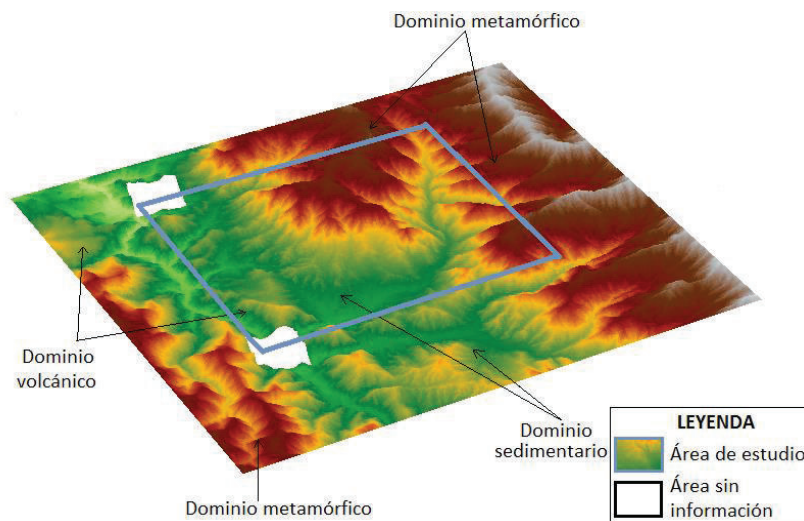 Dominio metamórfico
Dominio
volcánico
Dominio
sedimentario
Dominio metamórfico
LEYENDA
Área de estudio
Área sin
información